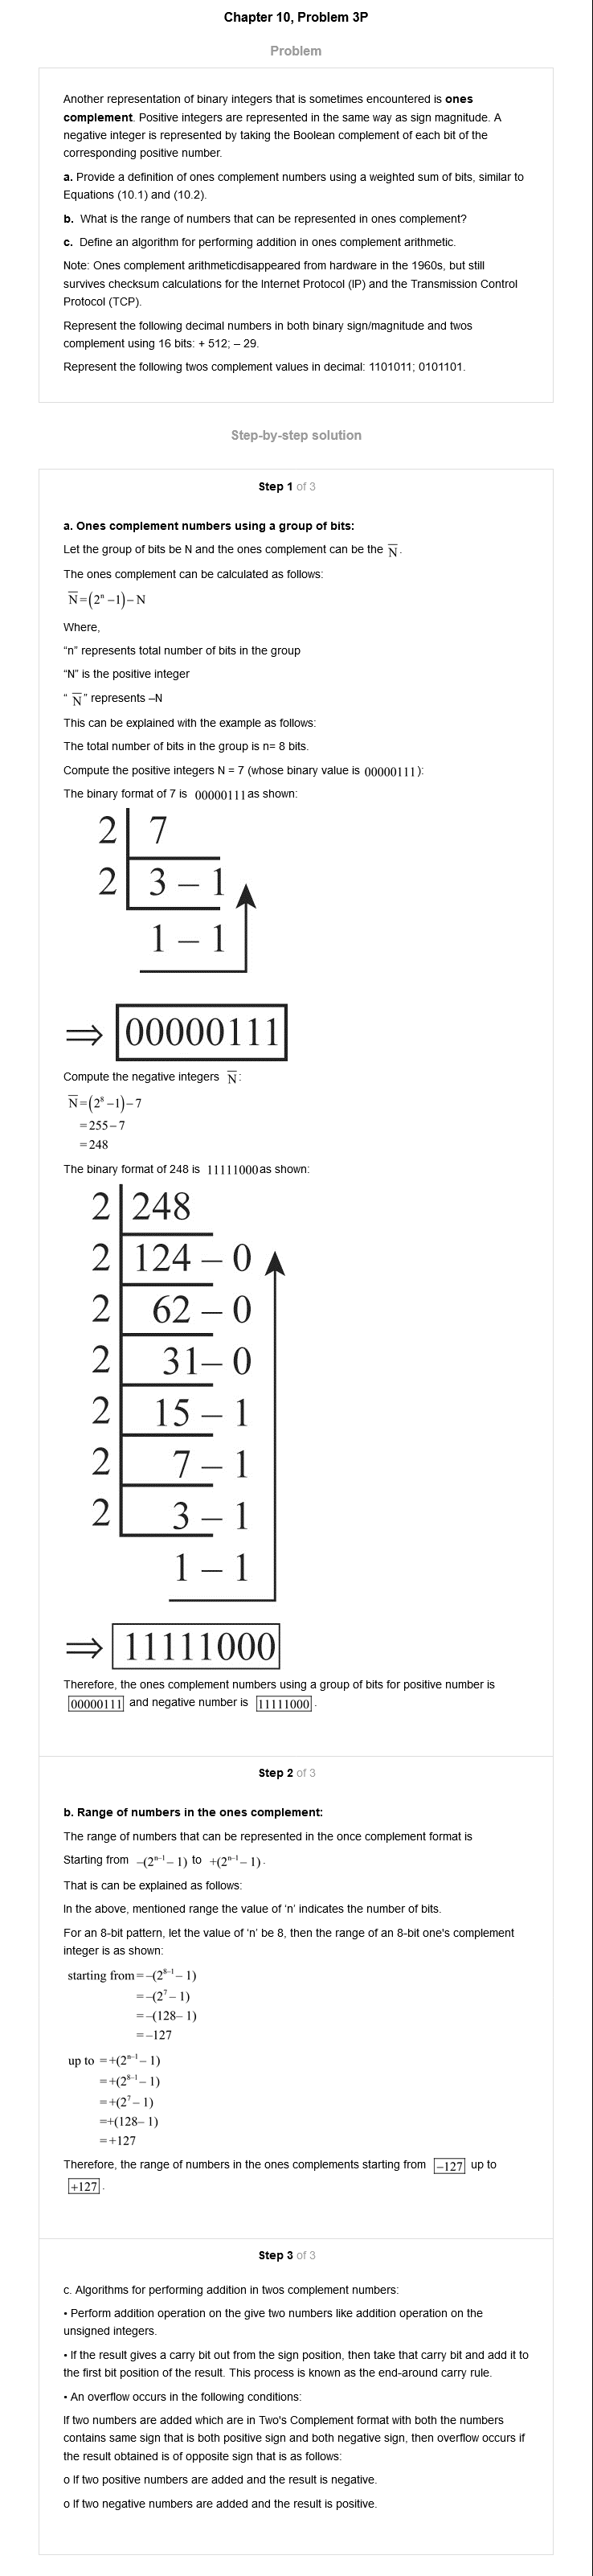 Chapter 10, Problem 3P
Problem
Another representation of binary integers that is sometimes encountered is ones
complement. Positive integers are represented in the same way as sign magnitude. A
negative integer is represented by taking the Boolean complement of each bit of the
corresponding positive number.
a. Provide a definition of ones complement numbers using a weighted sum of bits, similar to
Equations (10.1) and (10.2).
b. What is the range of numbers that can be represented in ones complement?
c. Define an algorithm for performing addition in ones complement arithmetic.
Note: Ones complement arithmeticdisappeared from hardware in the 1960s, but still
survives checksum calculations for the Internet Protocol (IP) and the Transmission Control
Protocol (TCP).
Represent the following decimal numbers in both binary sign/magnitude and twos
complement using 16 bits: + 512; – 29.
Represent the following twos complement values in decimal: 1101011; 0101101.
Step-by-step solution
Step 1 of 3
a. Ones complement numbers using a group of bits:
Let the group of bits be N and the ones complement can be the N̅.
The ones complement can be calculated as follows:
N̅=(2ⁿ –1)–N
Where,
“n” represents total number of bits in the group
“N” is the positive integer
“ N̅” represents –N
This can be explained with the example as follows:
The total number of bits in the group is n= 8 bits.
Compute the positive integers N = 7 (whose binary value is 00000111):
The binary format of 7 is 00000111 as shown:
2 7
2 3 – 1
1 – 1
⇒ 00000111
Compute the negative integers N̅:
N̅=(2⁸ –1)–7
=255–7
=248
The binary format of 248 is 11111000 as shown:
2 248
2 124 – 0
2 62 – 0
2 31– 0
2 15 – 1
2 7 – 1
2 3 – 1
1 – 1
⇒ 11111000
Therefore, the ones complement numbers using a group of bits for positive number is
00000111 and negative number is 11111000.
Step 2 of 3
b. Range of numbers in the ones complement:
The range of numbers that can be represented in the once complement format is
Starting from –(2ⁿ⁻¹– 1) to +(2ⁿ⁻¹– 1).
That is can be explained as follows:
In the above, mentioned range the value of ‘n’ indicates the number of bits.
For an 8-bit pattern, let the value of ‘n’ be 8, then the range of an 8-bit one's complement
integer is as shown:
starting from=–(2⁸⁻¹– 1)
=–(2⁷– 1)
=–(128– 1)
=–127
up to =+(2ⁿ⁻¹– 1)
=+(2⁸⁻¹– 1)
=+(2⁷– 1)
=+(128– 1)
=+127
Therefore, the range of numbers in the ones complements starting from –127 up to
+127.
Step 3 of 3
c. Algorithms for performing addition in twos complement numbers:
• Perform addition operation on the give two numbers like addition operation on the
unsigned integers.
• If the result gives a carry bit out from the sign position, then take that carry bit and add it to
the first bit position of the result. This process is known as the end-around carry rule.
• An overflow occurs in the following conditions:
If two numbers are added which are in Two's Complement format with both the numbers
contains same sign that is both positive sign and both negative sign, then overflow occurs if
the result obtained is of opposite sign that is as follows:
o If two positive numbers are added and the result is negative.
o If two negative numbers are added and the result is positive.